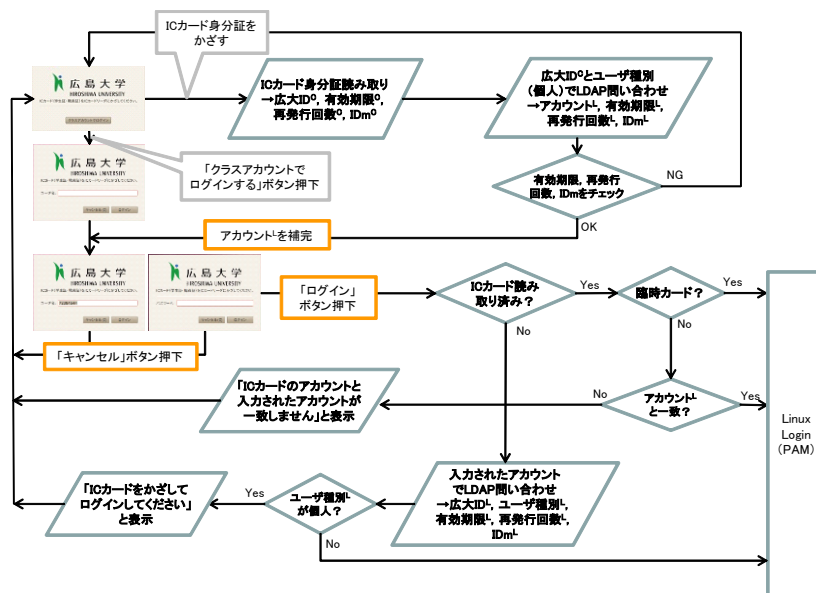 ICカード身分証を
かざす
広島大学
HIROSHIMA UNIVERSITY
ICカード身分証読み取り
→広大IDᶜ, 有効期限ᶜ,
再発行回数ᶜ, IDmᶜ
広大IDᶜとユーザ種別
（個人）でLDAP問い合わせ
→アカウントᴸ, 有効期限ᴸ,
再発行回数ᴸ, IDmᴸ
「クラスアカウントで
ログインする」ボタン押下
広島大学
HIROSHIMA UNIVERSITY
有効期限, 再発行
回数, IDmをチェック
NG
OK
アカウントᴸを補完
広島大学
HIROSHIMA UNIVERSITY
広島大学
HIROSHIMA UNIVERSITY
「ログイン」
ボタン押下
ICカード読み
取り済み？
Yes
臨時カード？
Yes
No
No
「キャンセル」ボタン押下
「ICカードのアカウントと
入力されたアカウントが
一致しません」と表示
No
アカウントᴸ
と一致？
Yes
Linux
Login
(PAM)
「ICカードをかざして
ログインしてください」
と表示
Yes
ユーザ種別ᴸ
が個人？
No
入力されたアカウント
でLDAP問い合わせ
→広大IDᴸ, ユーザ種別ᴸ,
有効期限ᴸ, 再発行回数ᴸ,
IDmᴸ